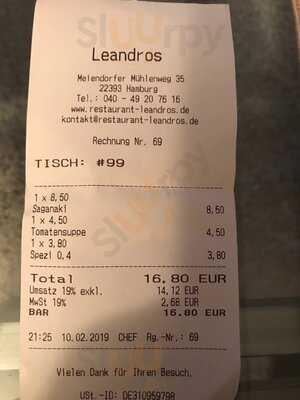 Sluurpy
Leandros
Meiendorfer Mühlenweg 35
22393 Hamburg
Tel.: 040 - 49 20 76 16
www.restaurant-leandros.de
kontakt@restaurant-leandros.de
Rechnung Nr. 69
TISCH: #99
1 x 8,50
Saganaki 8,50
1 x 4,50
Tomatensuppe 4,50
1 x 3,80
Spezi 0,4 3,80
Total 16,80 EUR
Umsatz 19% exkl. 14,12 EUR
MwSt 19% 2,68 EUR
BAR 16,80 EUR
21:25 10.02.2019 CHEF Rg.-Nr.: 69
Vielen Dank für Ihren Besuch.
USt.-ID: DE310959798